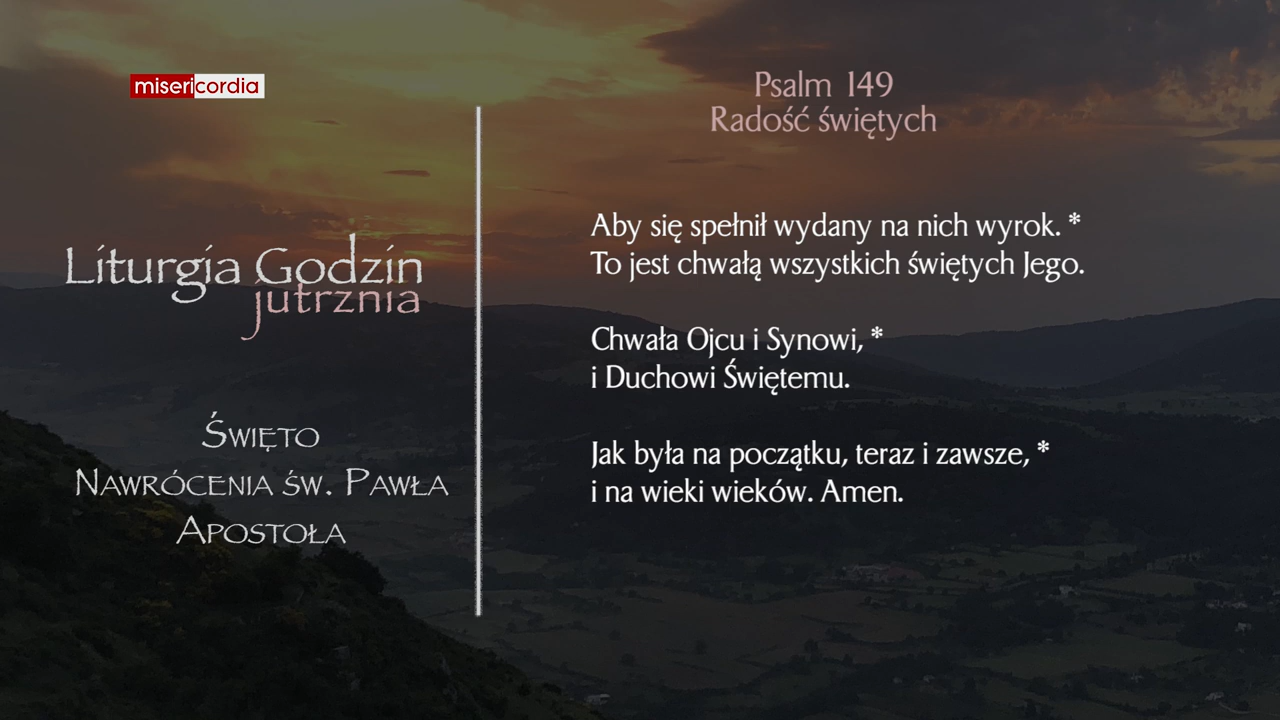 misericordia
Liturgia Godzin
jutrznia
Święto
Nawrócenia św. Pawła
Apostoła
Psalm 149
Radość świętych
Aby się spełnił wydany na nich wyrok. *
To jest chwałą wszystkich świętych Jego.
Chwała Ojcu i Synowi, *
i Duchowi Świętemu.
Jak była na początku, teraz i zawsze, *
i na wieki wieków. Amen.